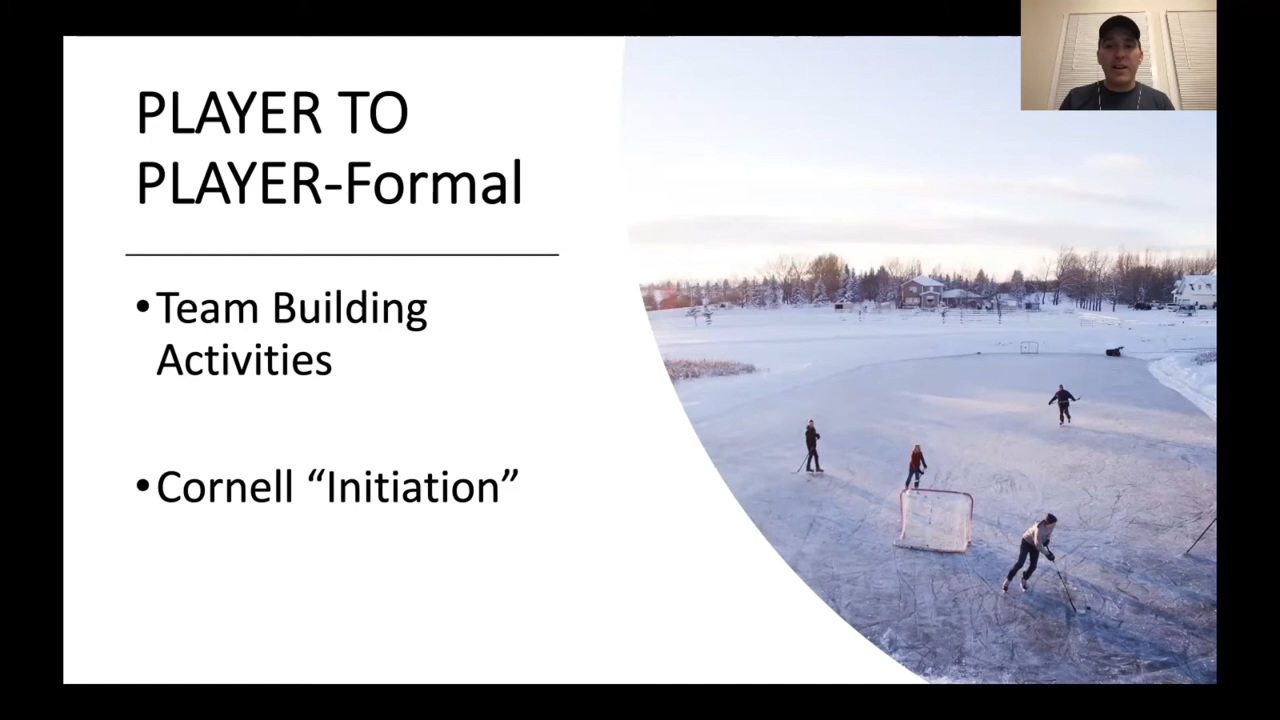 PLAYER TO
PLAYER-Formal
•Team Building
Activities
•Cornell “Initiation”